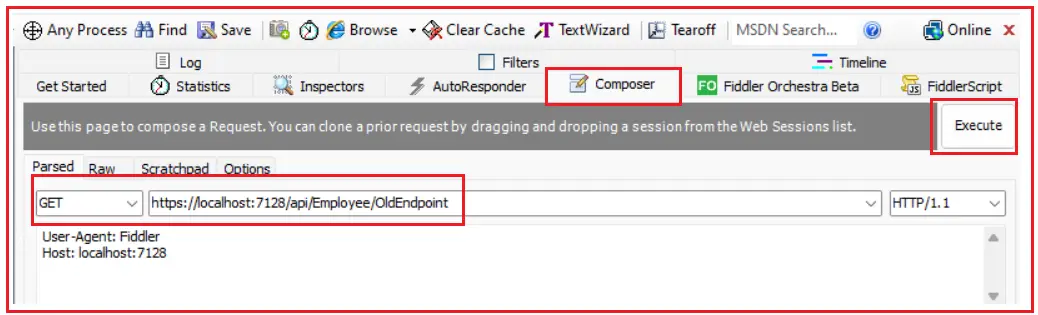 Any Process Find Save Browse Clear Cache TextWizard Tearoff MSDN Search... Online
Log Filters Timeline
Get Started Statistics Inspectors AutoResponder Composer FO Fiddler Orchestra Beta JS FiddlerScript
Use this page to compose a Request. You can clone a prior request by dragging and dropping a session from the Web Sessions list. Execute
Parsed Raw Scratchpad Options
GET https://localhost:7128/api/Employee/OldEndpoint HTTP/1.1
User-Agent: Fiddler
Host: localhost:7128